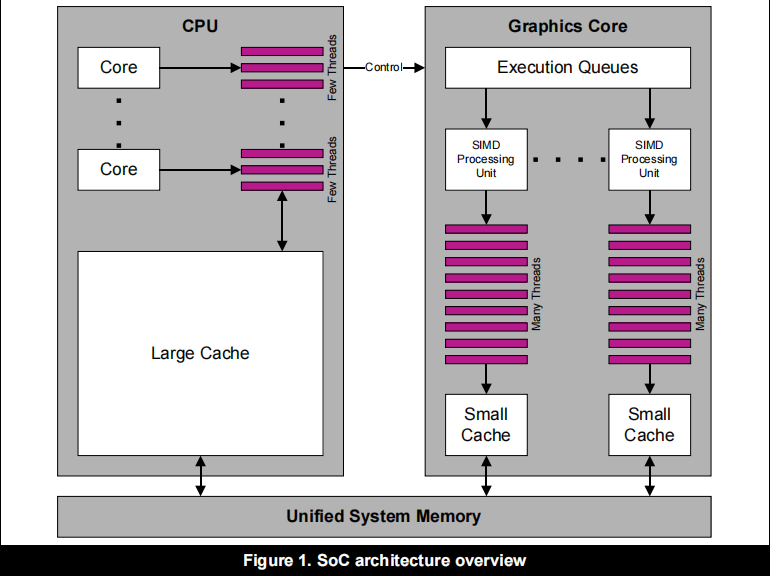 CPU
Core
Few Threads
Core
Few Threads
Large Cache
Control
Graphics Core
Execution Queues
SIMD
Processing
Unit
SIMD
Processing
Unit
Many Threads
Many Threads
Small
Cache
Small
Cache
Unified System Memory
Figure 1. SoC architecture overview